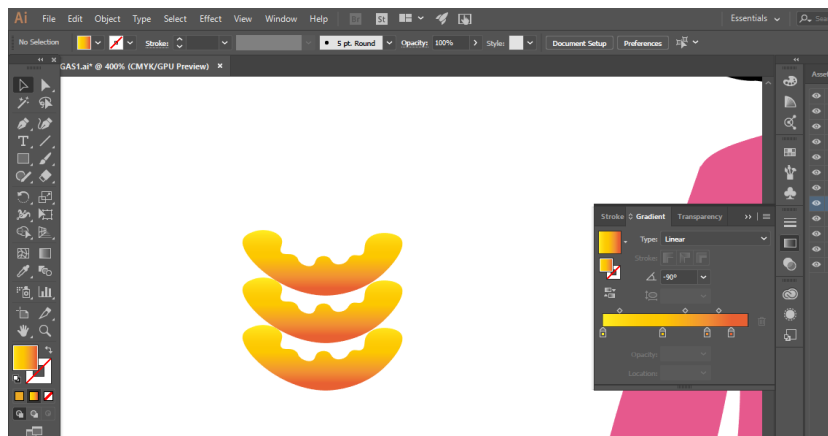 Ai File Edit Object Type Select Effect View Window Help Br St Essentials
No Selection Stroke: 5 pt. Round Opacity: 100% Style: Document Setup Preferences
GAS1.ai* @ 400% (CMYK/GPU Preview) ×
Stroke Gradient Transparency
Type: Linear
Stroke:
-90°
Opacity:
Location: